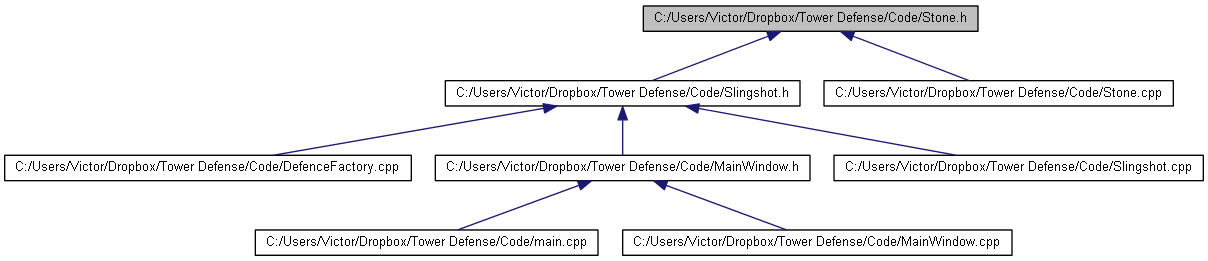 C:/Users/Victor/Dropbox/Tower Defense/Code/Stone.h
C:/Users/Victor/Dropbox/Tower Defense/Code/Slingshot.h
C:/Users/Victor/Dropbox/Tower Defense/Code/Stone.cpp
C:/Users/Victor/Dropbox/Tower Defense/Code/DefenceFactory.cpp
C:/Users/Victor/Dropbox/Tower Defense/Code/MainWindow.h
C:/Users/Victor/Dropbox/Tower Defense/Code/Slingshot.cpp
C:/Users/Victor/Dropbox/Tower Defense/Code/main.cpp
C:/Users/Victor/Dropbox/Tower Defense/Code/MainWindow.cpp